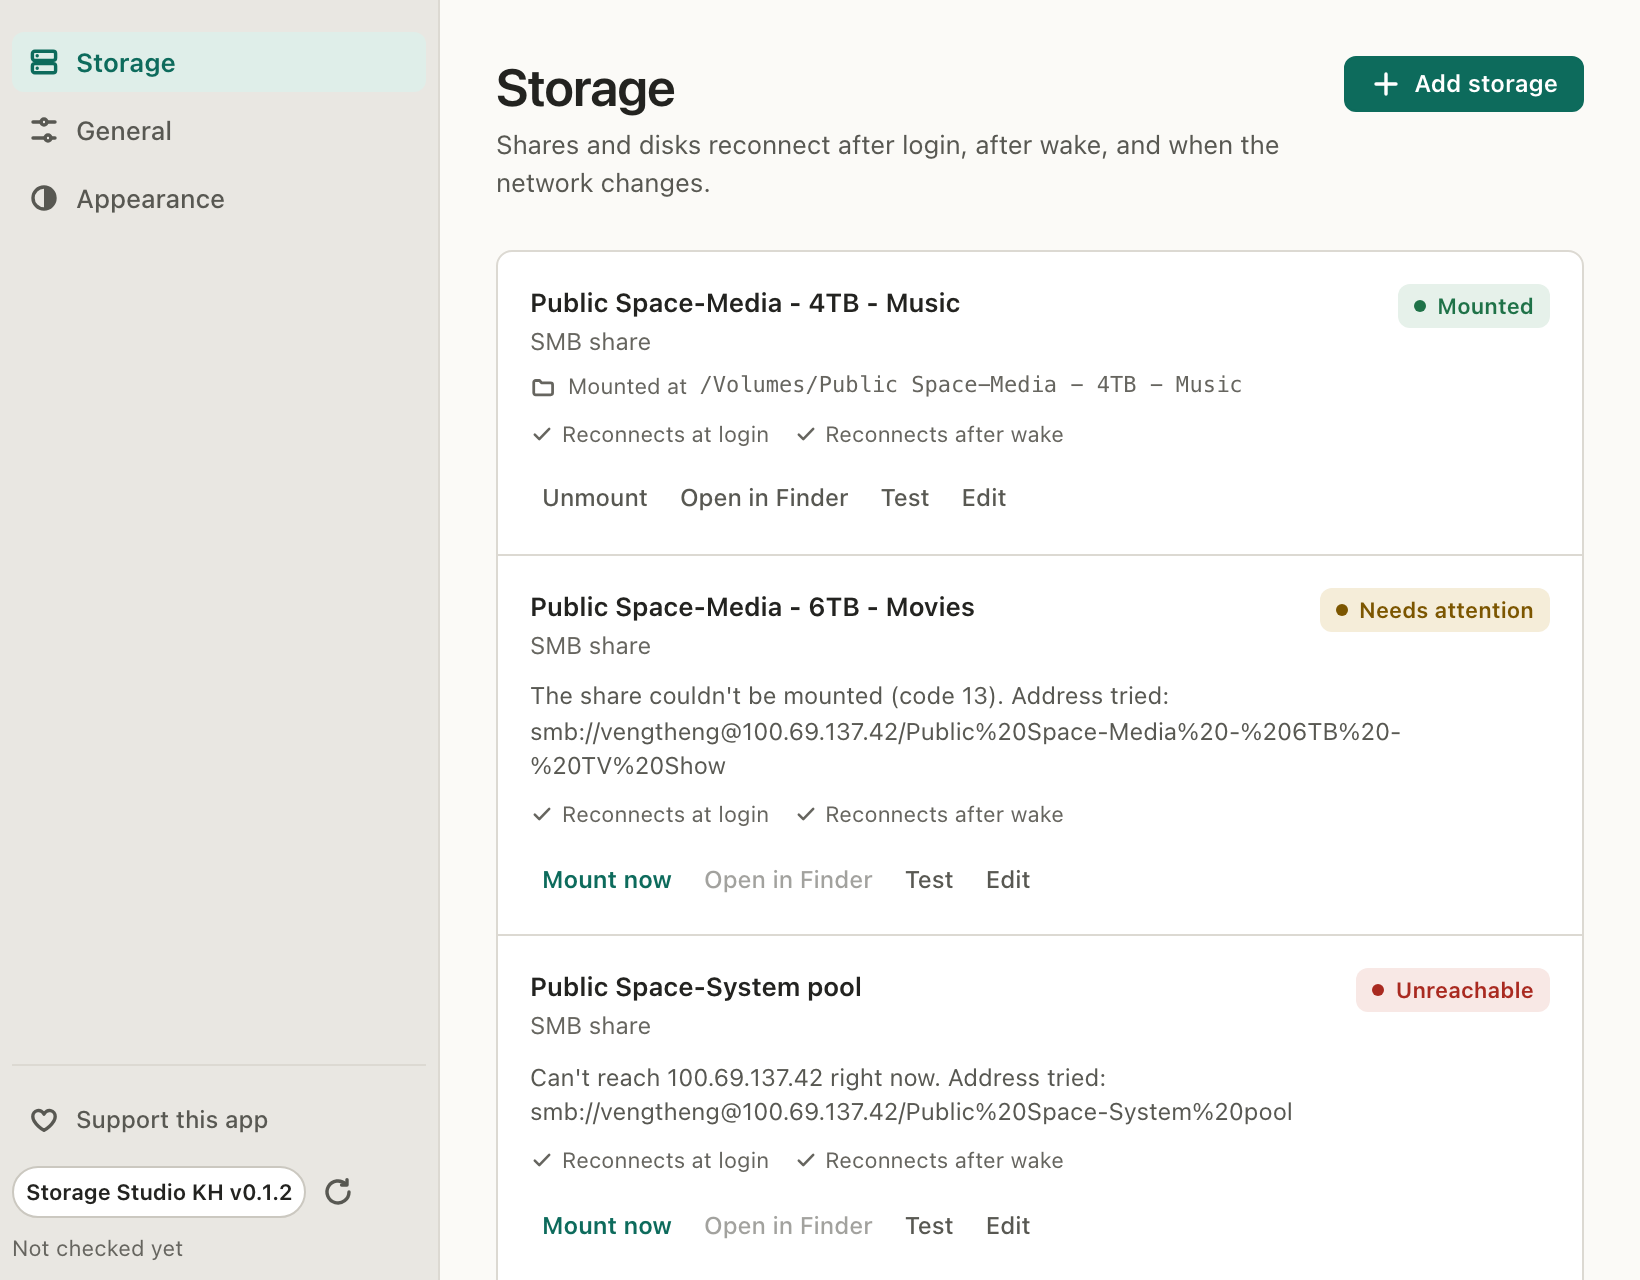 Storage
General
Appearance
Support this app
Storage Studio KH v0.1.2
Not checked yet
Storage
Add storage
Shares and disks reconnect after login, after wake, and when the
network changes.
Public Space-Media - 4TB - Music
Mounted
SMB share
Mounted at /Volumes/Public Space-Media - 4TB - Music
Reconnects at login Reconnects after wake
Unmount Open in Finder Test Edit
Public Space-Media - 6TB - Movies
Needs attention
SMB share
The share couldn't be mounted (code 13). Address tried:
smb://vengtheng@100.69.137.42/Public%20Space-Media%20-%206TB%20-
%20TV%20Show
Reconnects at login Reconnects after wake
Mount now Open in Finder Test Edit
Public Space-System pool
Unreachable
SMB share
Can't reach 100.69.137.42 right now. Address tried:
smb://vengtheng@100.69.137.42/Public%20Space-System%20pool
Reconnects at login Reconnects after wake
Mount now Open in Finder Test Edit